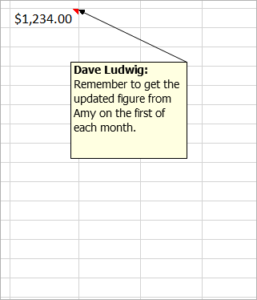 $1,234.00
Dave Ludwig:
Remember to get the
updated figure from
Amy on the first of
each month.